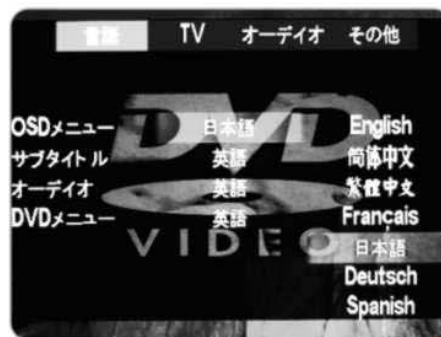 言語 TV オーディオ その他
DVD
VIDEO
OSDメニュー 日本語 English
サブタイトル 英語 简体中文
オーディオ 英語 繁體中文
DVDメニュー 英語 Français
日本語
Deutsch
Spanish